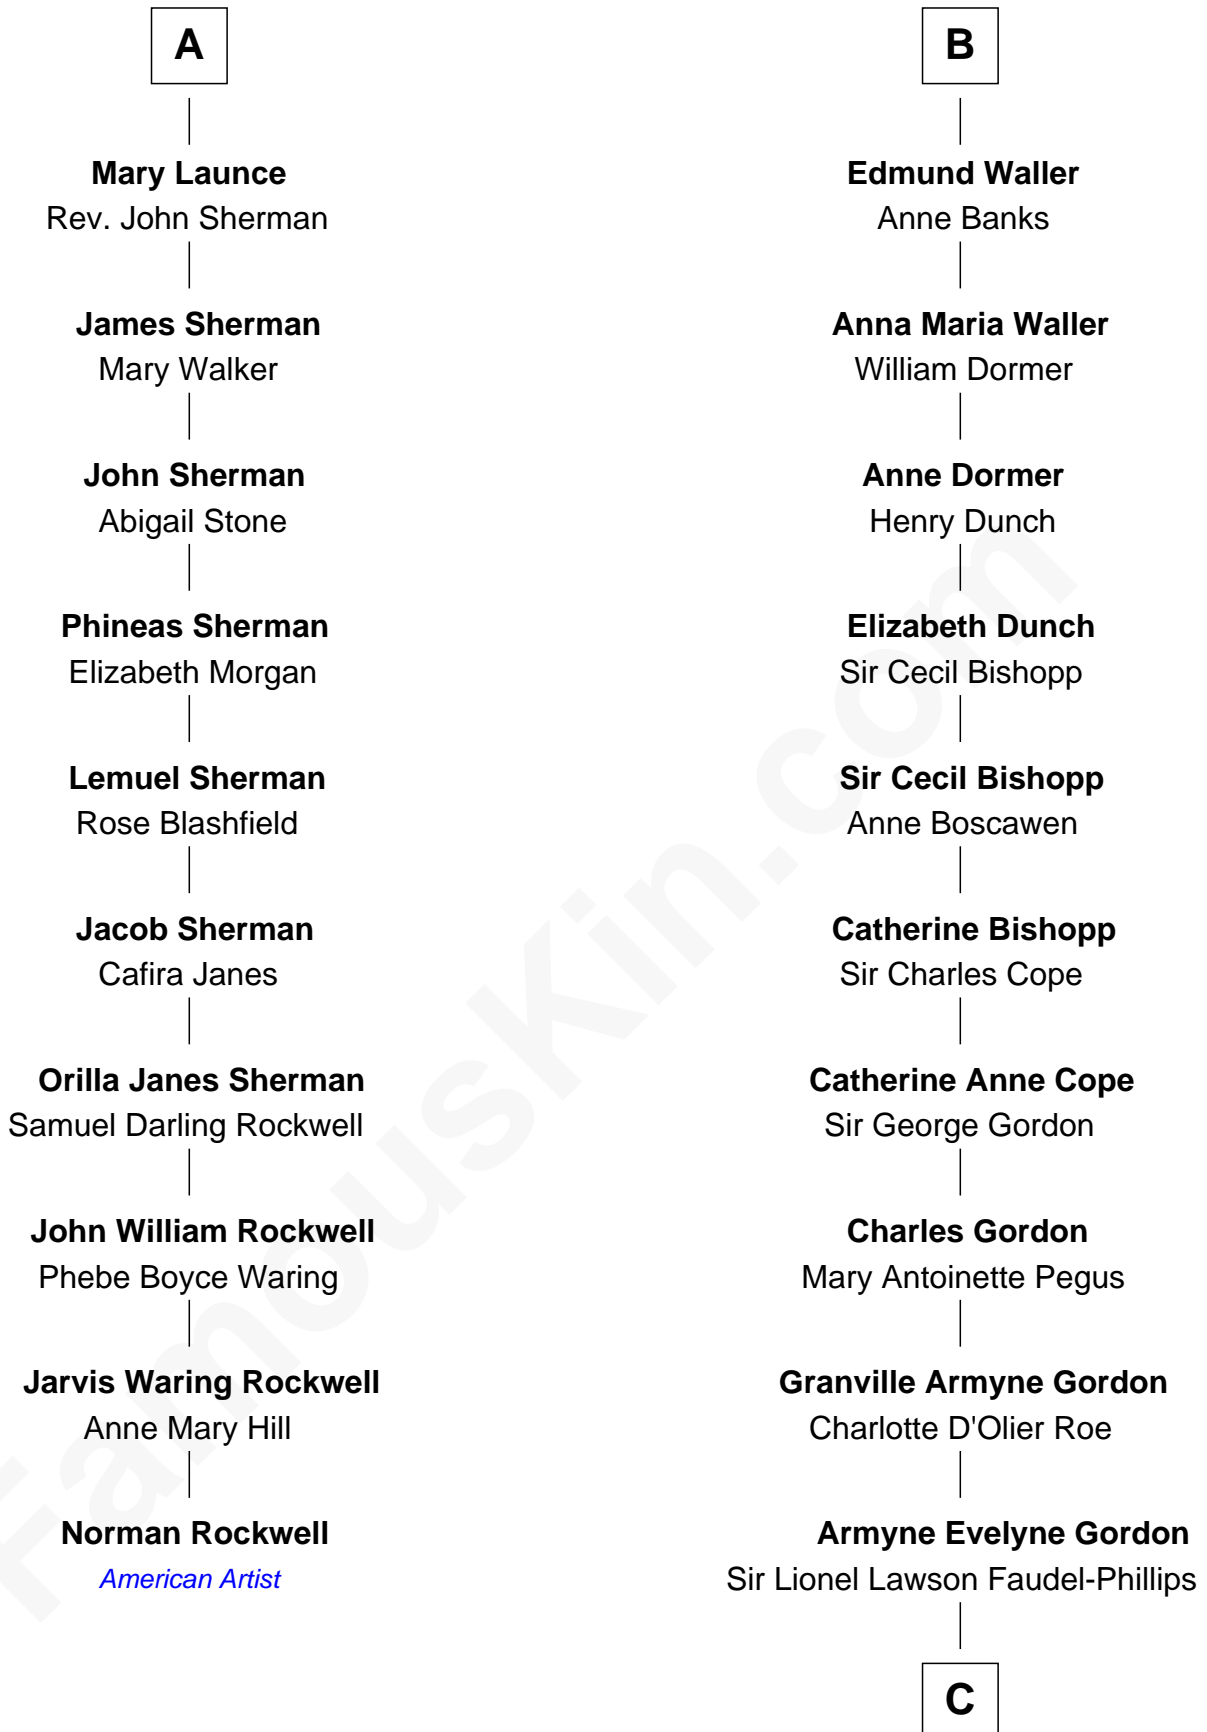 A
Mary Launce
Rev. John Sherman
James Sherman
Mary Walker
John Sherman
Abigail Stone
Phineas Sherman
Elizabeth Morgan
Lemuel Sherman
Rose Blashfield
Jacob Sherman
Cafira Janes
Orilla Janes Sherman
Samuel Darling Rockwell
John William Rockwell
Phebe Boyce Waring
Jarvis Waring Rockwell
Anne Mary Hill
Norman Rockwell
American Artist
B
Edmund Waller
Anne Banks
Anna Maria Waller
William Dormer
Anne Dormer
Henry Dunch
Elizabeth Dunch
Sir Cecil Bishopp
Sir Cecil Bishopp
Anne Boscawen
Catherine Bishopp
Sir Charles Cope
Catherine Anne Cope
Sir George Gordon
Charles Gordon
Mary Antoinette Pegus
Granville Armyne Gordon
Charlotte D'Olier Roe
Armyne Evelyne Gordon
Sir Lionel Lawson Faudel-Phillips
C
FamousKin.com